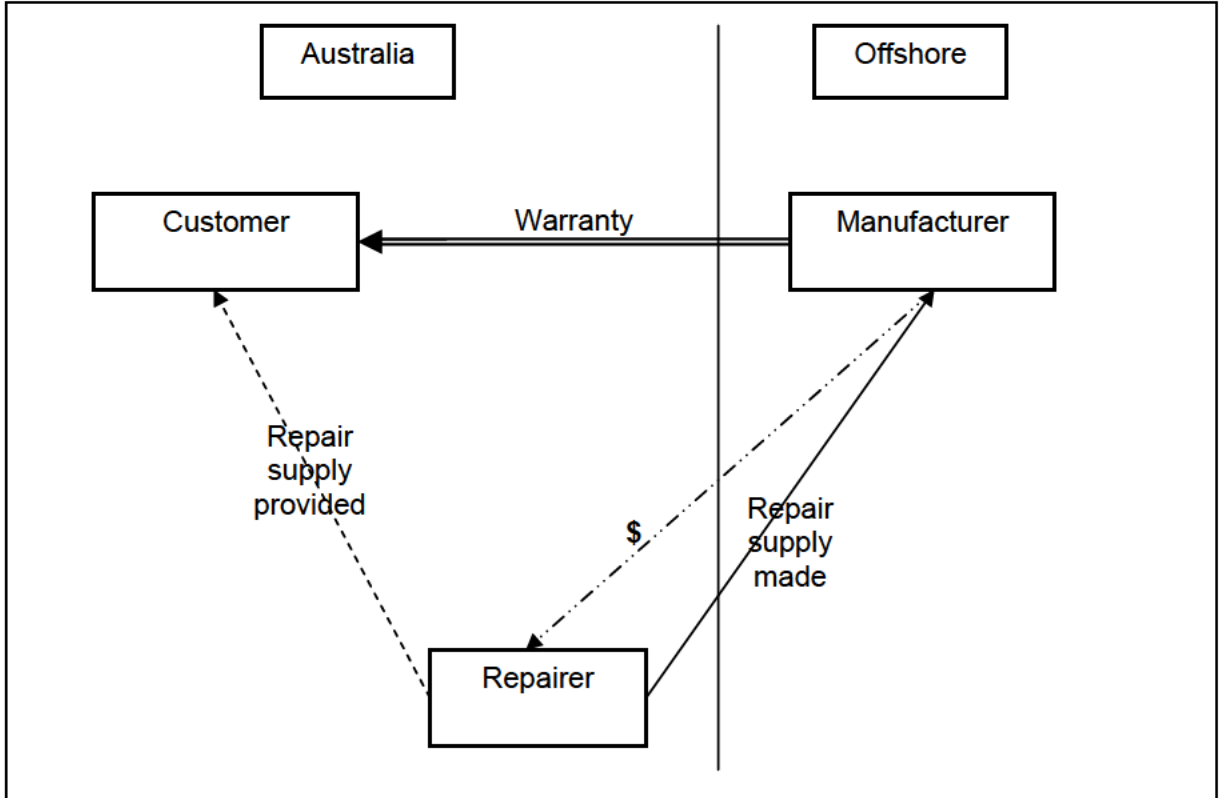 Australia
Offshore
Customer
Warranty
Manufacturer
Repair
supply
provided
$
Repair
supply
made
Repairer